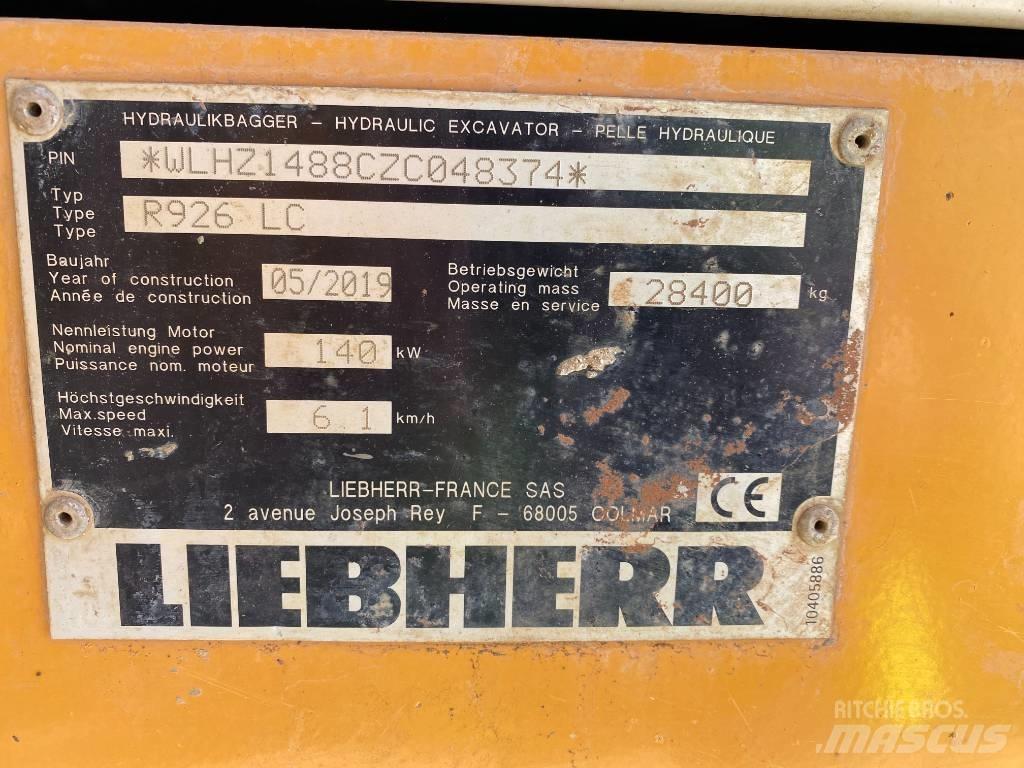 HYDRAULIKBAGGER – HYDRAULIC EXCAVATOR – PELLE HYDRAULIQUE
PIN *WLHZ1488CZC048374*
Typ
Type R926 LC
Type
Baujahr
Year of construction 05/2019
Année de construction
Betriebsgewicht
Operating mass 28400 kg
Masse en service
Nennleistung Motor
Nominal engine power 140 kW
Puissance nom. moteur
Höchstgeschwindigkeit
Max.speed 6.1 km/h
Vitesse maxi.
LIEBHERR–FRANCE SAS
2 avenue Joseph Rey F – 68005 COLMAR
CE
LIEBHERR
10405886
RITCHIE BROS.
MASCUS